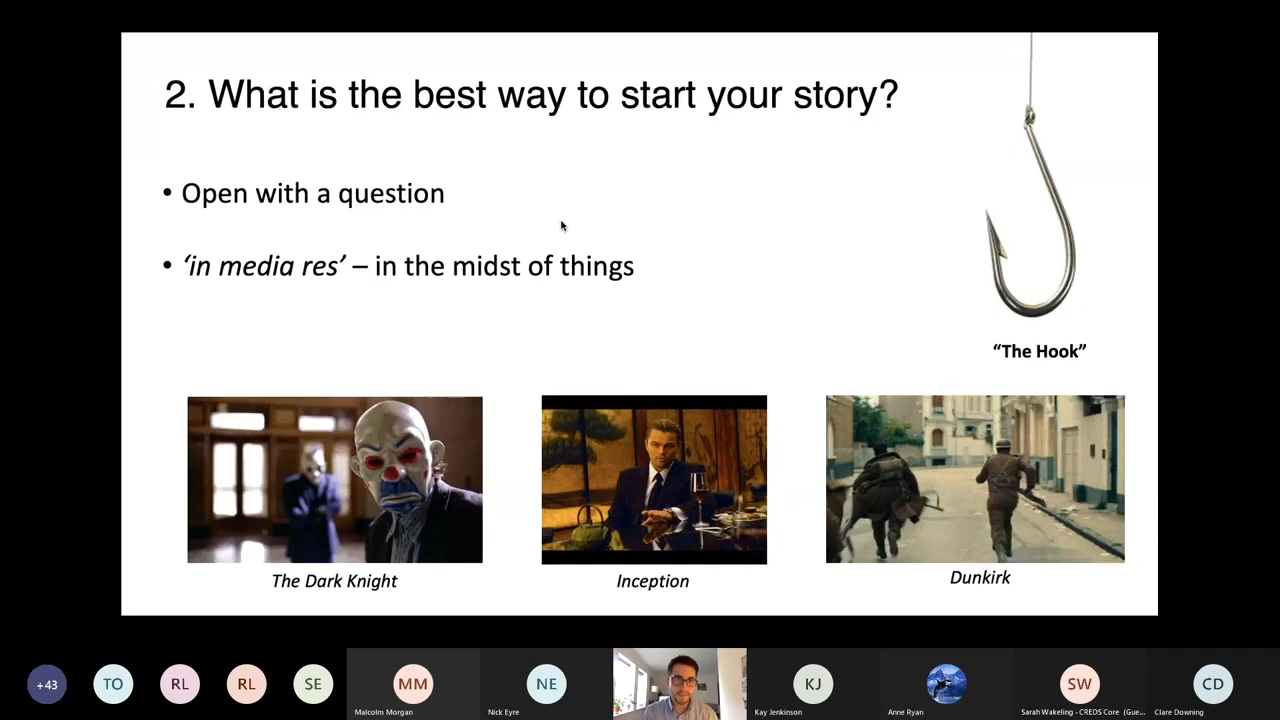 2. What is the best way to start your story?
• Open with a question
• ‘in media res’ – in the midst of things
“The Hook”
The Dark Knight
Inception
Dunkirk
+43
TO
RL
RL
SE
MM
NE
KJ
SW
CD
Malcolm Morgan
Nick Eyre
Kay Jenkinson
Anne Ryan
Sarah Wakeling - CREDS Core (Gue...
Clare Downing